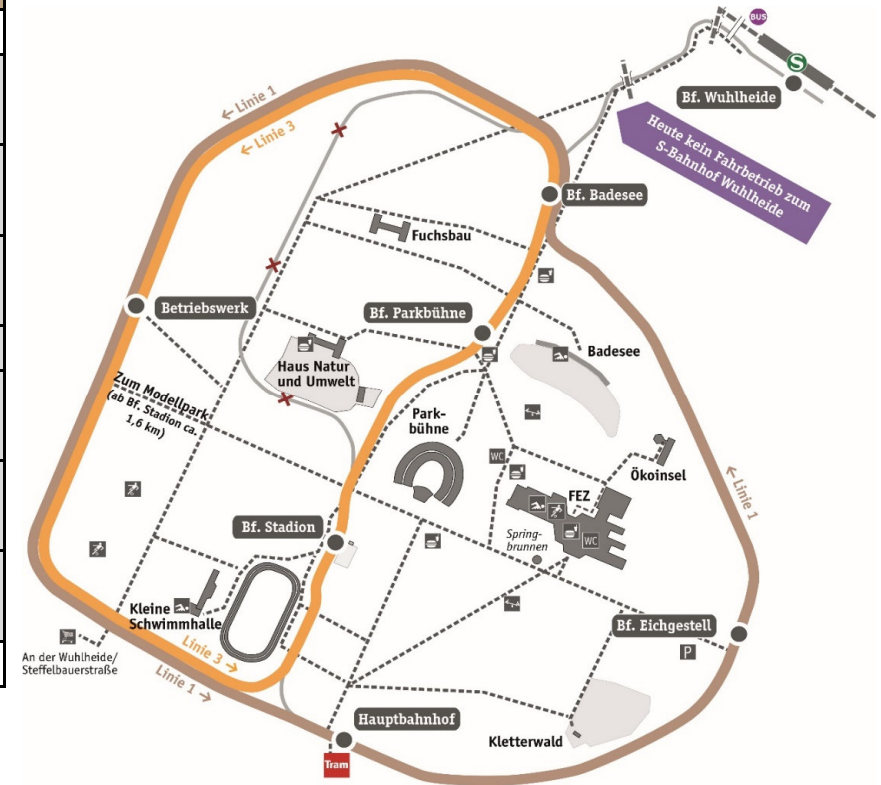 BUS
S
Bf. Wuhlheide
Heute kein Fahrbetrieb zum
S-Bahnhof Wuhlheide
← Linie 1
← Linie 3
Bf. Badesee
Fuchsbau
Betriebswerk
Bf. Parkbühne
Haus Natur
und Umwelt
Badesee
Zum Modellpark
(ab Bf. Stadion ca.
1,6 km)
Park-
bühne
WC
Ökoinsel
← Linie 1
FEZ
Bf. Stadion
Spring-
brunnen
WC
Kleine
Schwimmhalle
Bf. Eichgestell
P
An der Wuhlheide/
Steffelbauerstraße
Linie 3 →
Linie 1 →
Hauptbahnhof
Kletterwald
Tram